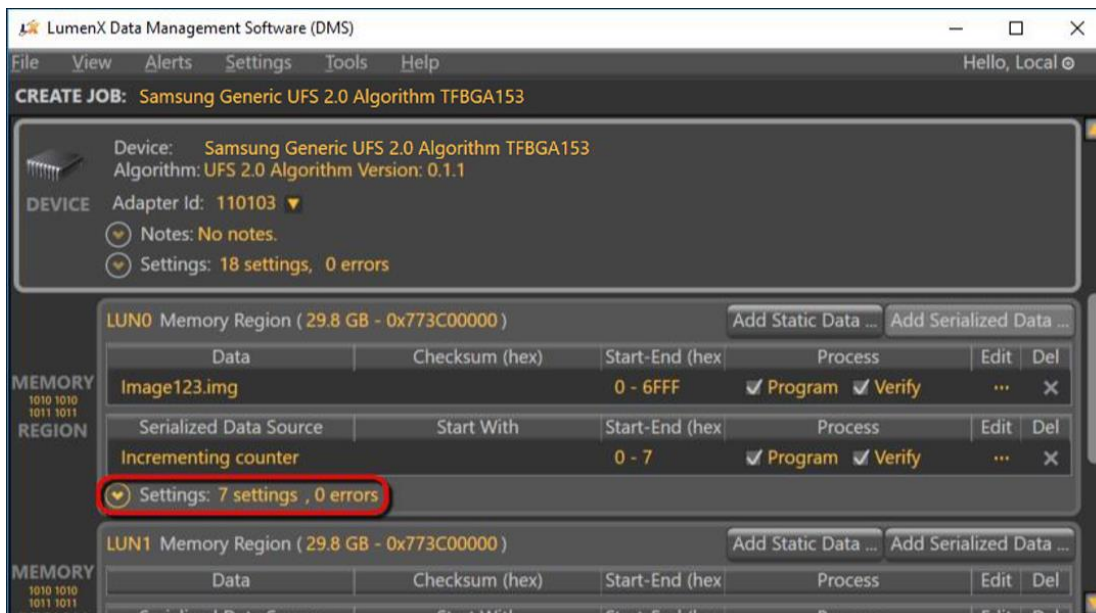 LumenX Data Management Software (DMS)
File View Alerts Settings Tools Help Hello, Local
CREATE JOB: Samsung Generic UFS 2.0 Algorithm TFBGA153
Device: Samsung Generic UFS 2.0 Algorithm TFBGA153
Algorithm: UFS 2.0 Algorithm Version: 0.1.1
DEVICE Adapter Id: 110103
Notes: No notes.
Settings: 18 settings, 0 errors
LUN0 Memory Region ( 29.8 GB - 0x773C00000 ) Add Static Data ... Add Serialized Data ...
Data Checksum (hex) Start-End (hex Process Edit Del
MEMORY
1010 1010
1011 1011
REGION
Image123.img 0 - 6FFF Program Verify ...
Serialized Data Source Start With Start-End (hex Process Edit Del
Incrementing counter 0 - 7 Program Verify ...
Settings: 7 settings , 0 errors
LUN1 Memory Region ( 29.8 GB - 0x773C00000 ) Add Static Data ... Add Serialized Data ...
MEMORY
1010 1010
1011 1011
Data Checksum (hex) Start-End (hex Process Edit Del